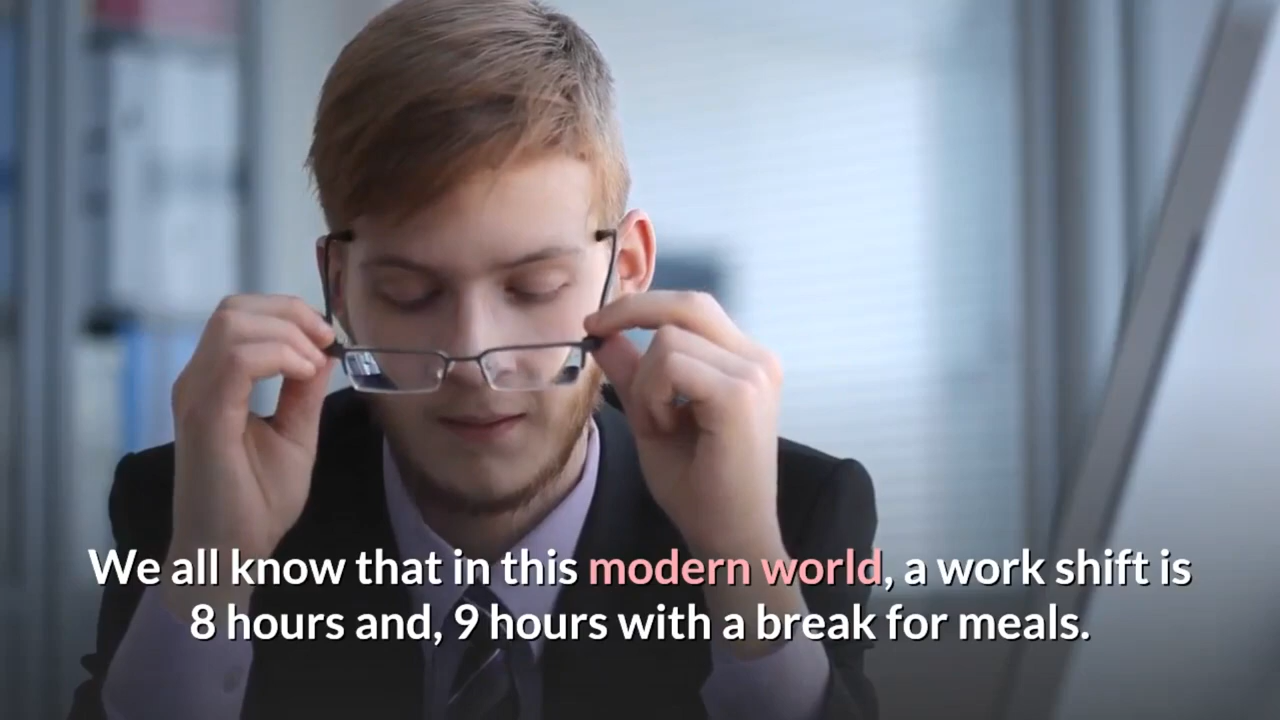 We all know that in this modern world, a work shift is
8 hours and, 9 hours with a break for meals.